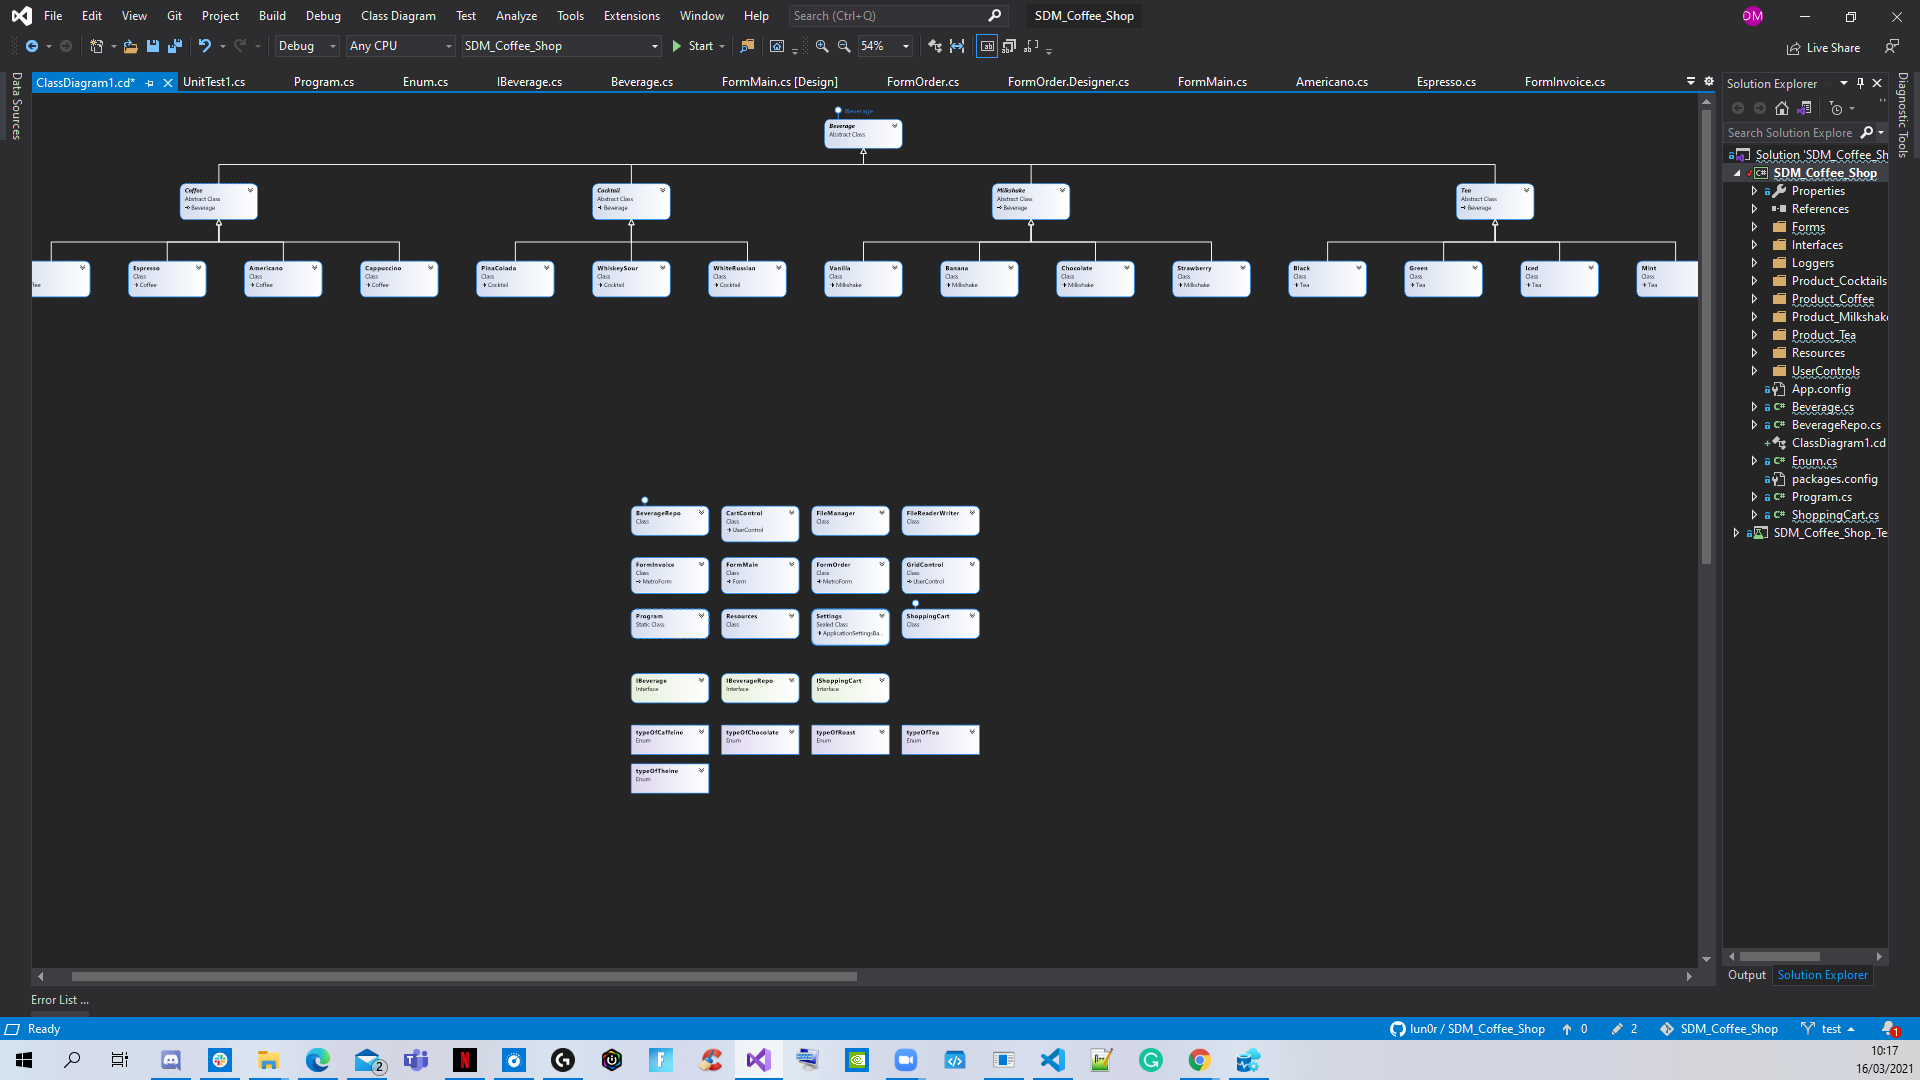 File Edit View Git Project Build Debug Class Diagram Test Analyze Tools Extensions Window Help Search (Ctrl+Q) SDM_Coffee_Shop DM
Debug Any CPU SDM_Coffee_Shop Start 54% Live Share
Data Sources
ClassDiagram1.cd* UnitTest1.cs Program.cs Enum.cs IBeverage.cs Beverage.cs FormMain.cs [Design] FormOrder.cs FormOrder.Designer.cs FormMain.cs Americano.cs Espresso.cs FormInvoice.cs
IBeverage
Beverage
Abstract Class
Coffee
Abstract Class
Beverage
Cocktail
Abstract Class
Beverage
Milkshake
Abstract Class
Beverage
Tea
Abstract Class
Beverage
ffee
Espresso
Class
Coffee
Americano
Class
Coffee
Cappuccino
Class
Coffee
PinaColada
Class
Cocktail
WhiskeySour
Class
Cocktail
WhiteRussian
Class
Cocktail
Vanilla
Class
Milkshake
Banana
Class
Milkshake
Chocolate
Class
Milkshake
Strawberry
Class
Milkshake
Black
Class
Tea
Green
Class
Tea
Iced
Class
Tea
Mint
Class
Tea
BeverageRepo
Class
CartControl
Class
UserControl
FileManager
Class
FileReaderWriter
Class
FormInvoice
Class
MetroForm
FormMain
Class
Form
FormOrder
Class
MetroForm
GridControl
Class
UserControl
Program
Static Class
Resources
Class
Settings
Sealed Class
ApplicationSettingsBa...
ShoppingCart
Class
IBeverage
Interface
IBeverageRepo
Interface
IShoppingCart
Interface
typeOfCaffeine
Enum
typeOfChocolate
Enum
typeOfRoast
Enum
typeOfTea
Enum
typeOfTheine
Enum
Solution Explorer
Search Solution Explore
Solution 'SDM_Coffee_Sh
C# SDM_Coffee_Shop
Properties
References
Forms
Interfaces
Loggers
Product_Cocktails
Product_Coffee
Product_Milkshake
Product_Tea
Resources
UserControls
App.config
C# Beverage.cs
C# BeverageRepo.cs
ClassDiagram1.cd
C# Enum.cs
packages.config
C# Program.cs
C# ShoppingCart.cs
SDM_Coffee_Shop_Te
Output Solution Explorer
Diagnostic Tools
Error List ...
Ready lun0r / SDM_Coffee_Shop 0 2 SDM_Coffee_Shop test 1
2
10:17
16/03/2021